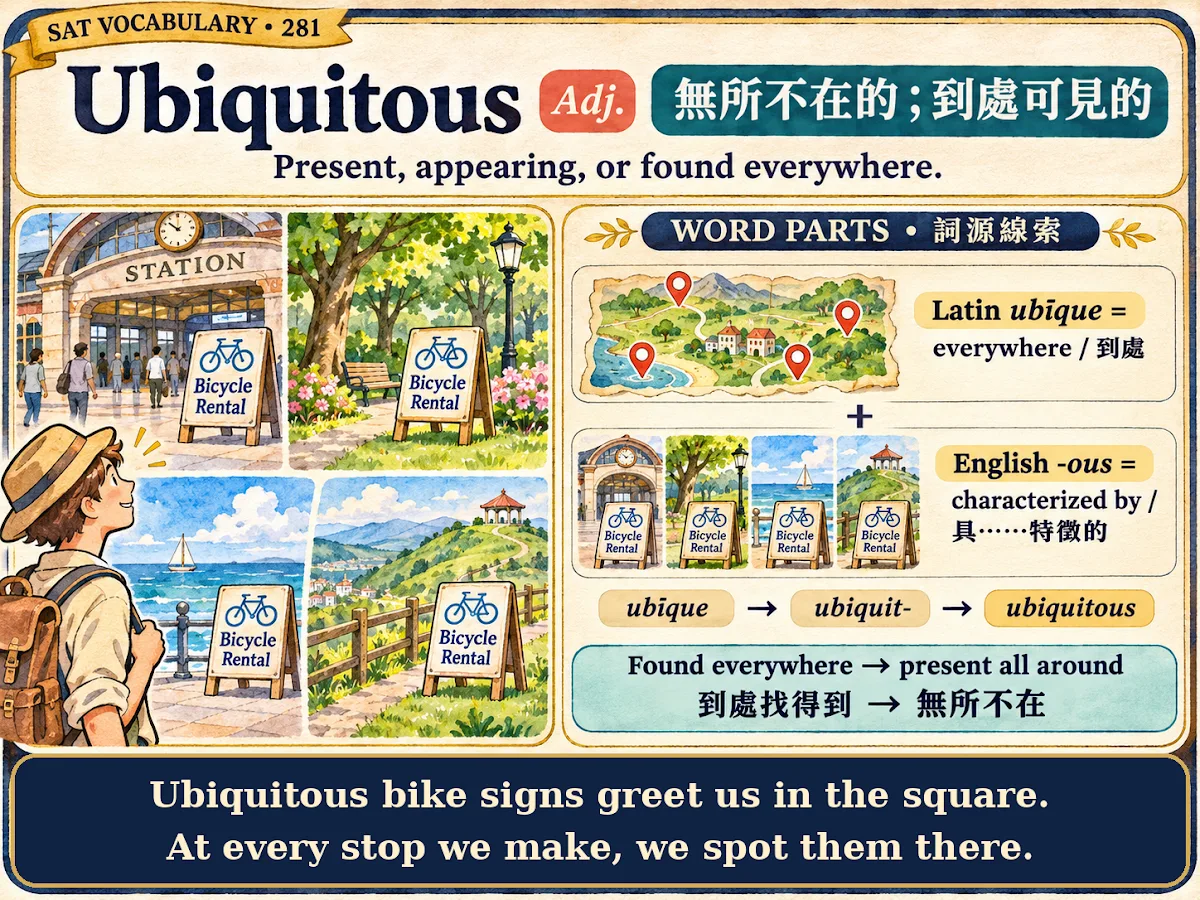 SAT VOCABULARY • 281
Ubiquitous
Adj.
無所不在的；到處可見的
Present, appearing, or found everywhere.
STATION
Bicycle
Rental
Bicycle
Rental
Bicycle
Rental
Bicycle
Rental
WORD PARTS • 詞源線索
Latin ubīque =
everywhere / 到處
+
Bicycle
Rental
Bicycle
Rental
Bicycle
Rental
Bicycle
Rental
English -ous =
characterized by /
具⋯⋯特徵的
ubīque → ubiquit- → ubiquitous
Found everywhere → present all around
到處找得到 → 無所不在
Ubiquitous bike signs greet us in the square.
At every stop we make, we spot them there.